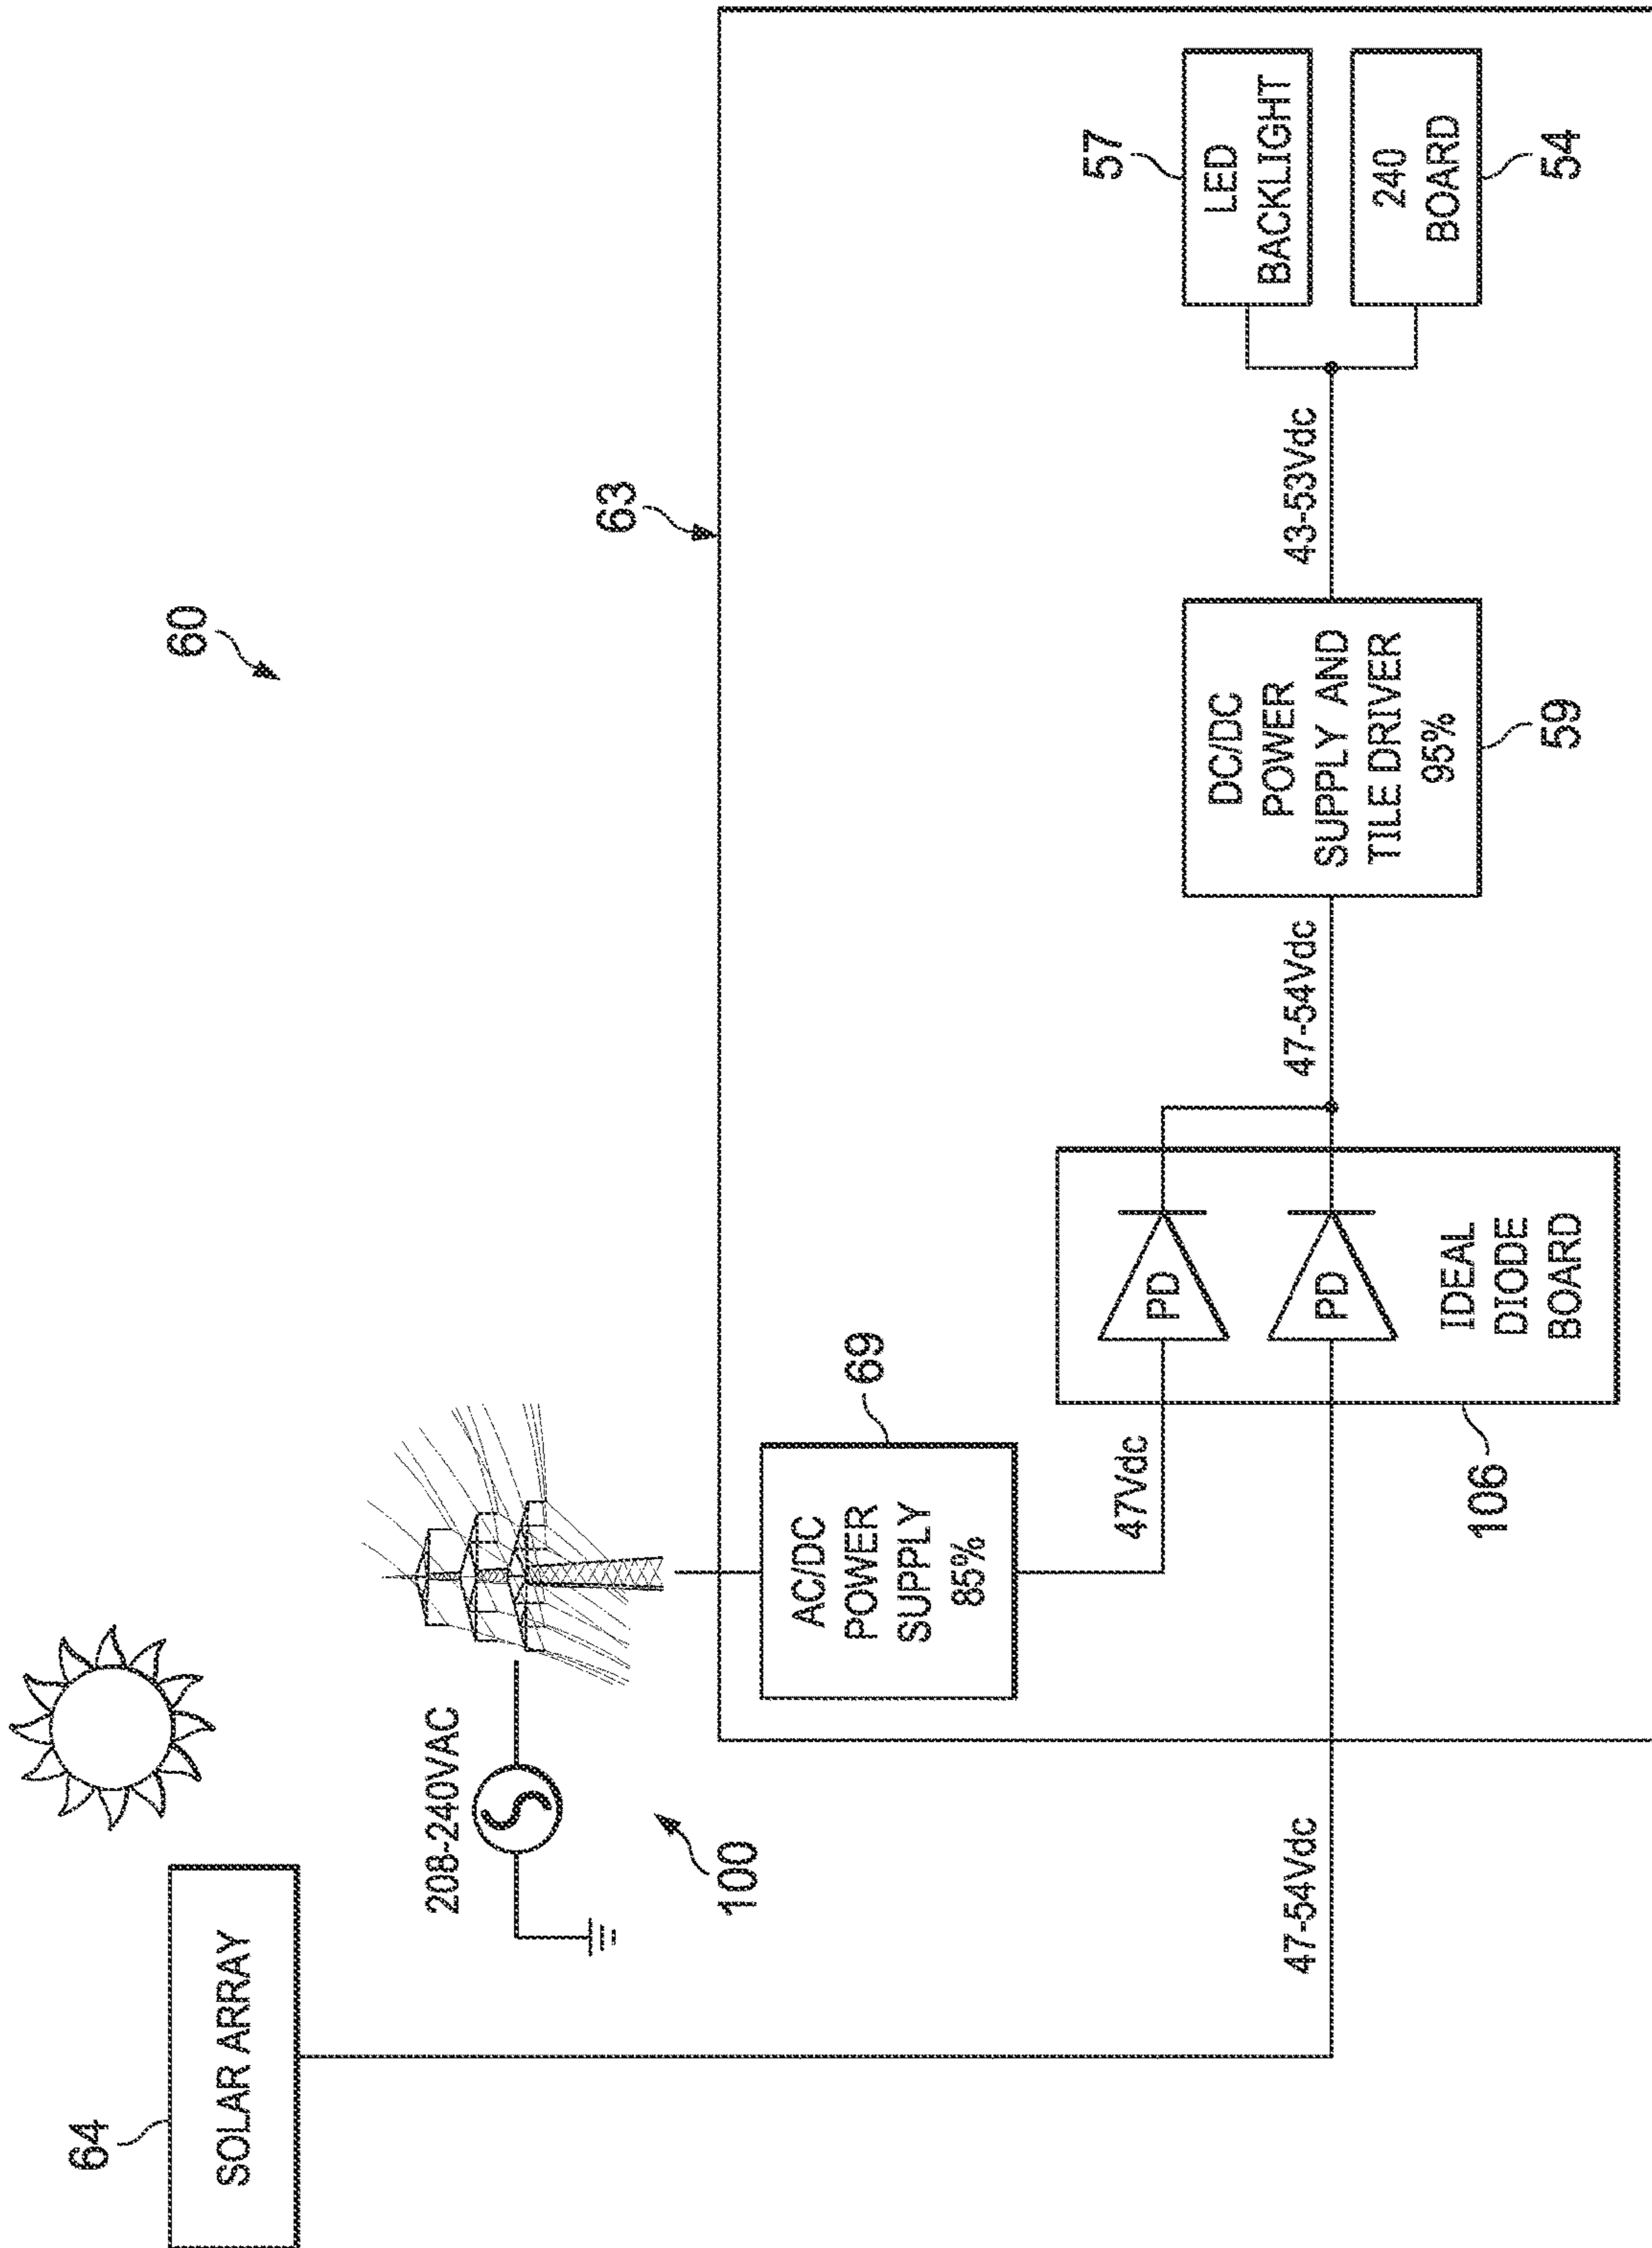 64
SOLAR ARRAY
60
208-240VAC
100
63
AC/DC
POWER
SUPPLY
85%
69
47Vdc
47-54Vdc
PD
PD
IDEAL
DIODE
BOARD
106
47-54Vdc
DC/DC
POWER
SUPPLY AND
TILE DRIVER
95%
59
43-53Vdc
57
LED
BACKLIGHT
240
BOARD
54